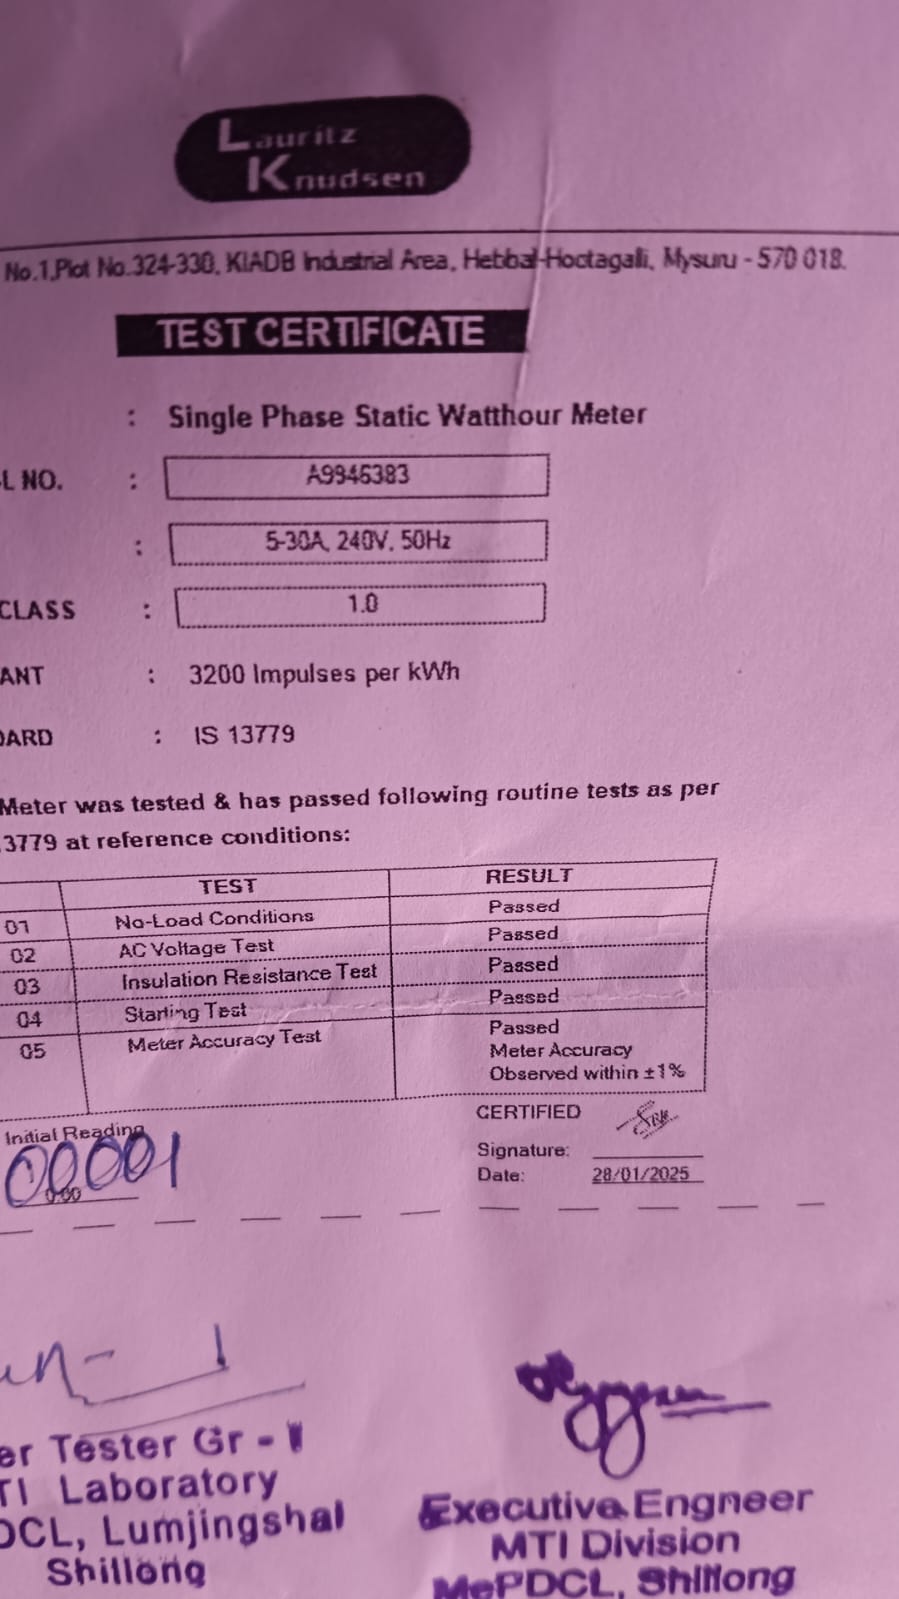 Lauritz
Knudsen
No.1,Plot No.324-330, KIADB Industrial Area, Hebbal-Hootagalli, Mysuru - 570 018.
TEST CERTIFICATE
: Single Phase Static Watthour Meter
L NO. : A9946383
: 5-30A, 240V, 50Hz
CLASS : 1.0
ANT : 3200 Impulses per kWh
DARD : IS 13779
Meter was tested & has passed following routine tests as per
13779 at reference conditions:
TEST RESULT
01 No-Load Conditions Passed
02 AC Voltage Test Passed
03 Insulation Resistance Test Passed
04 Starting Test Passed
05 Meter Accuracy Test Passed
Meter Accuracy
Observed within ±1%
Initial Reading
00001
0.00
CERTIFIED
Signature:
Date: 28/01/2025
er Tester Gr -
TI Laboratory
DCL, Lumjingshai
Shillong
Executive Engneer
MTI Division
MePDCL, Shillong